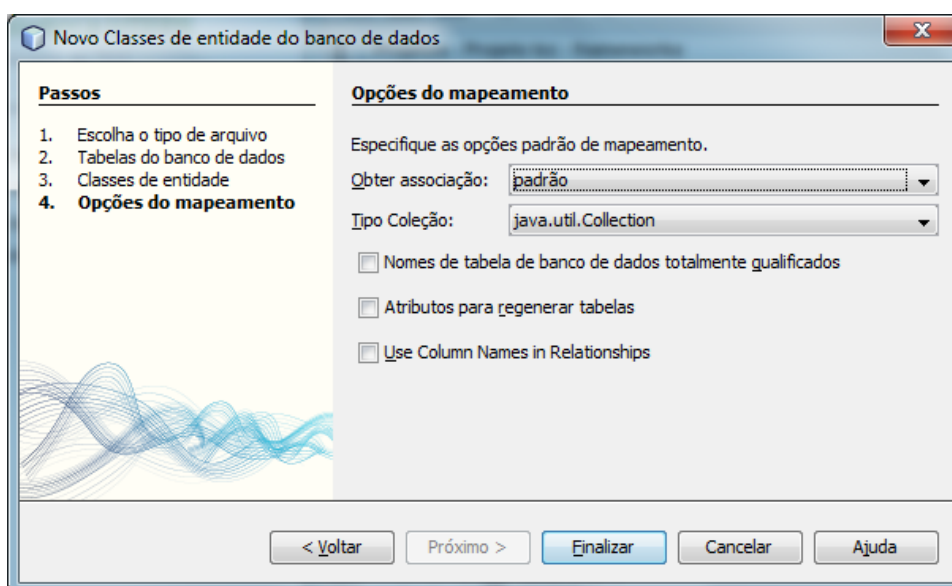 Novo Classes de entidade do banco de dados
Passos
1. Escolha o tipo de arquivo
2. Tabelas do banco de dados
3. Classes de entidade
4. Opções do mapeamento
Opções do mapeamento
Especifique as opções padrão de mapeamento.
Obter associação: padrão
Tipo Coleção: java.util.Collection
Nomes de tabela de banco de dados totalmente qualificados
Atributos para regenerar tabelas
Use Column Names in Relationships
< Voltar Próximo > Finalizar Cancelar Ajuda